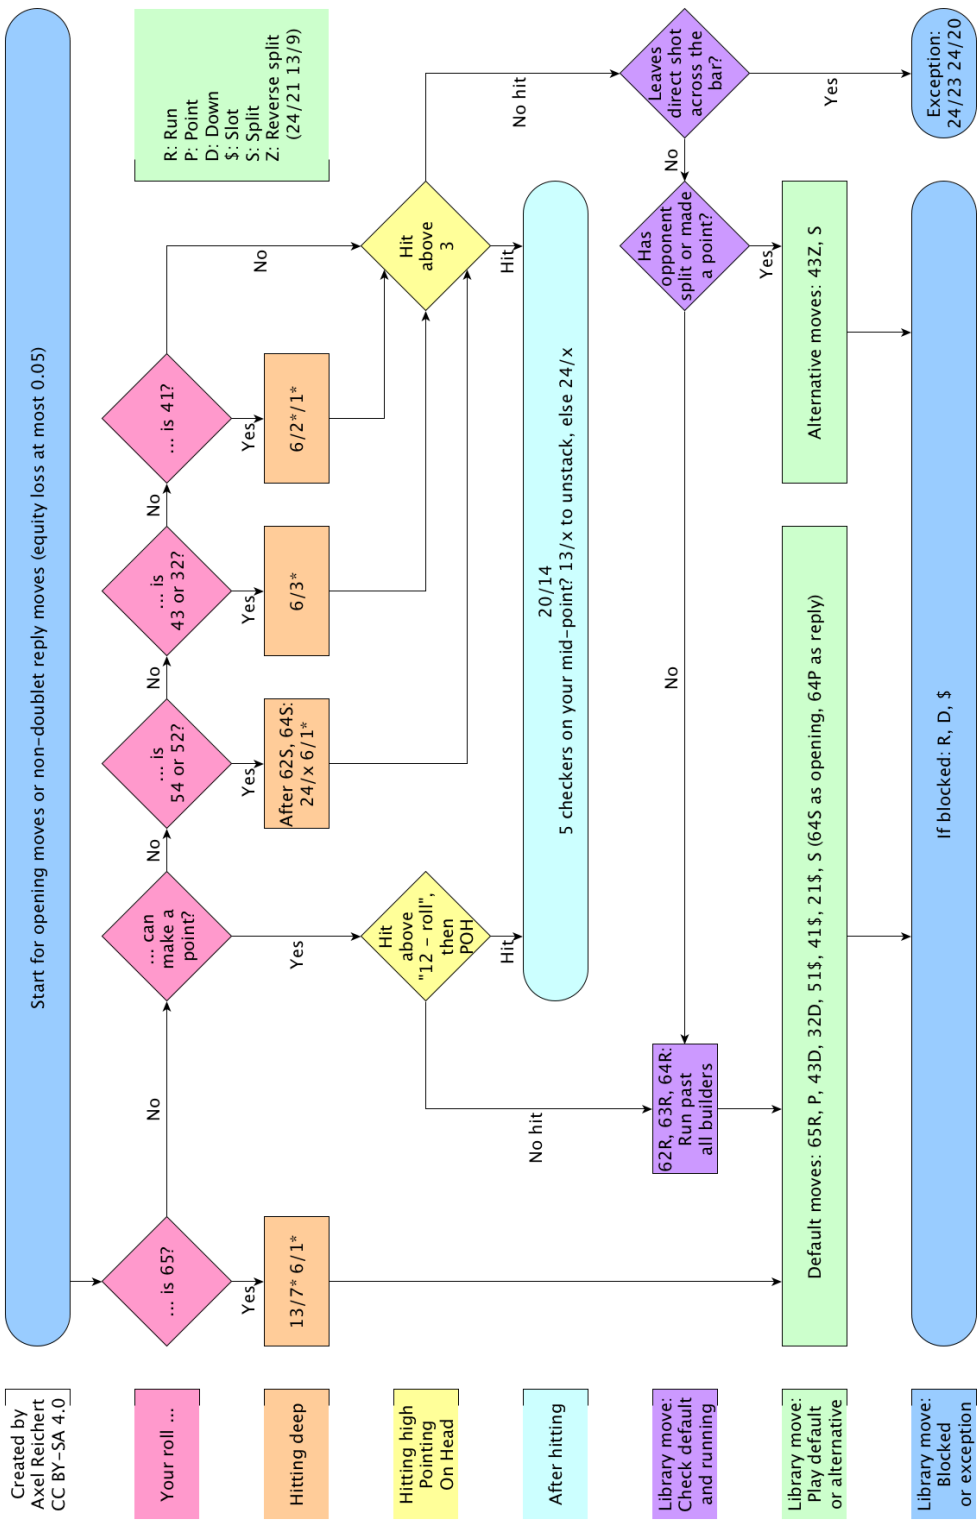 Created by
Axel Reichert
CC BY-SA 4.0
Start for opening moves or non-doublet reply moves (equity loss at most 0.05)
Your roll ...
... is 65?
No
... can
make a
point?
No
... is
54 or 52?
No
... is
43 or 32?
No
... is 41?
No
R: Run
P: Point
D: Down
$: Slot
S: Split
Z: Reverse split
(24/21 13/9)
Yes
Yes
Yes
Yes
Yes
Hitting deep
13/7* 6/1*
After 62S, 64S:
24/x 6/1*
6/3*
6/2*/1*
Hitting high
Pointing
On Head
Hit
above
"12 - roll",
then
POH
Hit
above
3
Hit
Hit
No hit
No hit
After hitting
20/14
5 checkers on your mid-point? 13/x to unstack, else 24/x
Library move:
Check default
and running
62R, 63R, 64R:
Run past
all builders
No
Has
opponent
split or made
a point?
No
Leaves
direct shot
across the
bar?
Yes
Yes
Library move:
Play default
or alternative
Default moves: 65R, P, 43D, 32D, 51$, 41$, 21$, S (64S as opening, 64P as reply)
Alternative moves: 43Z, S
Library move:
Blocked
or exception
If blocked: R, D, $
Exception:
24/23 24/20